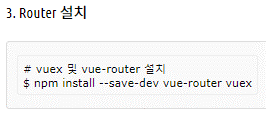 3. Router 설치
# vuex 및 vue-router 설치
$ npm install --save-dev vue-router vuex